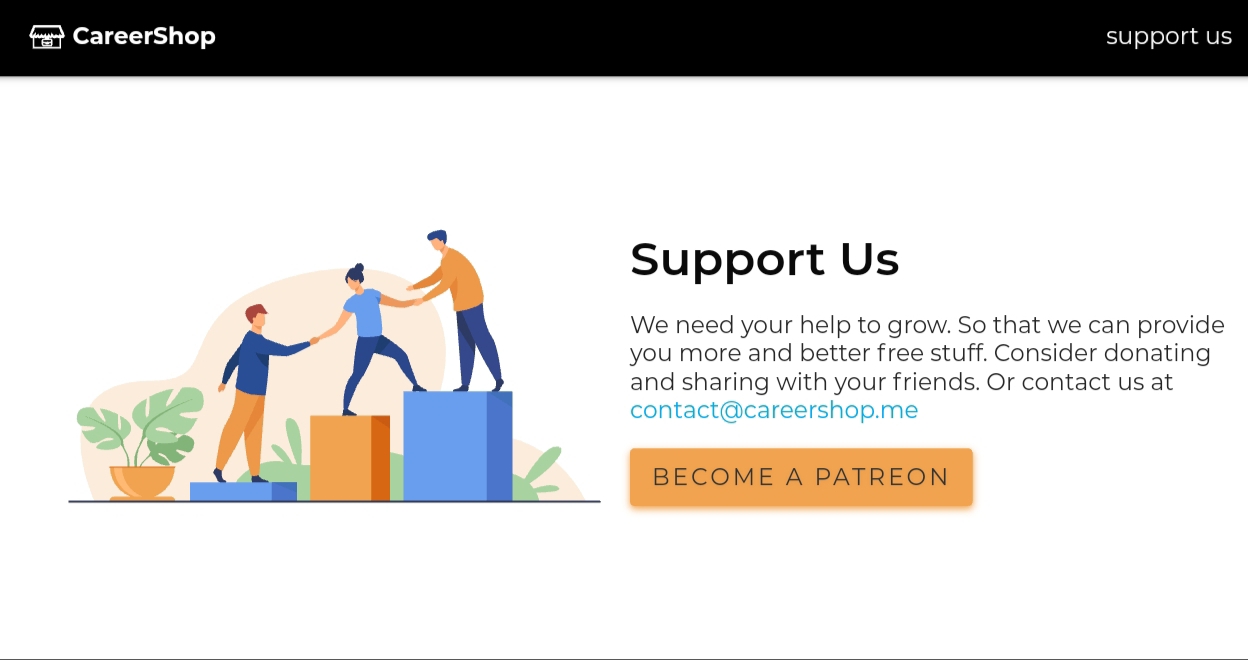 CareerShop
support us
Support Us
We need your help to grow. So that we can provide
you more and better free stuff. Consider donating
and sharing with your friends. Or contact us at
contact@careershop.me
BECOME A PATREON